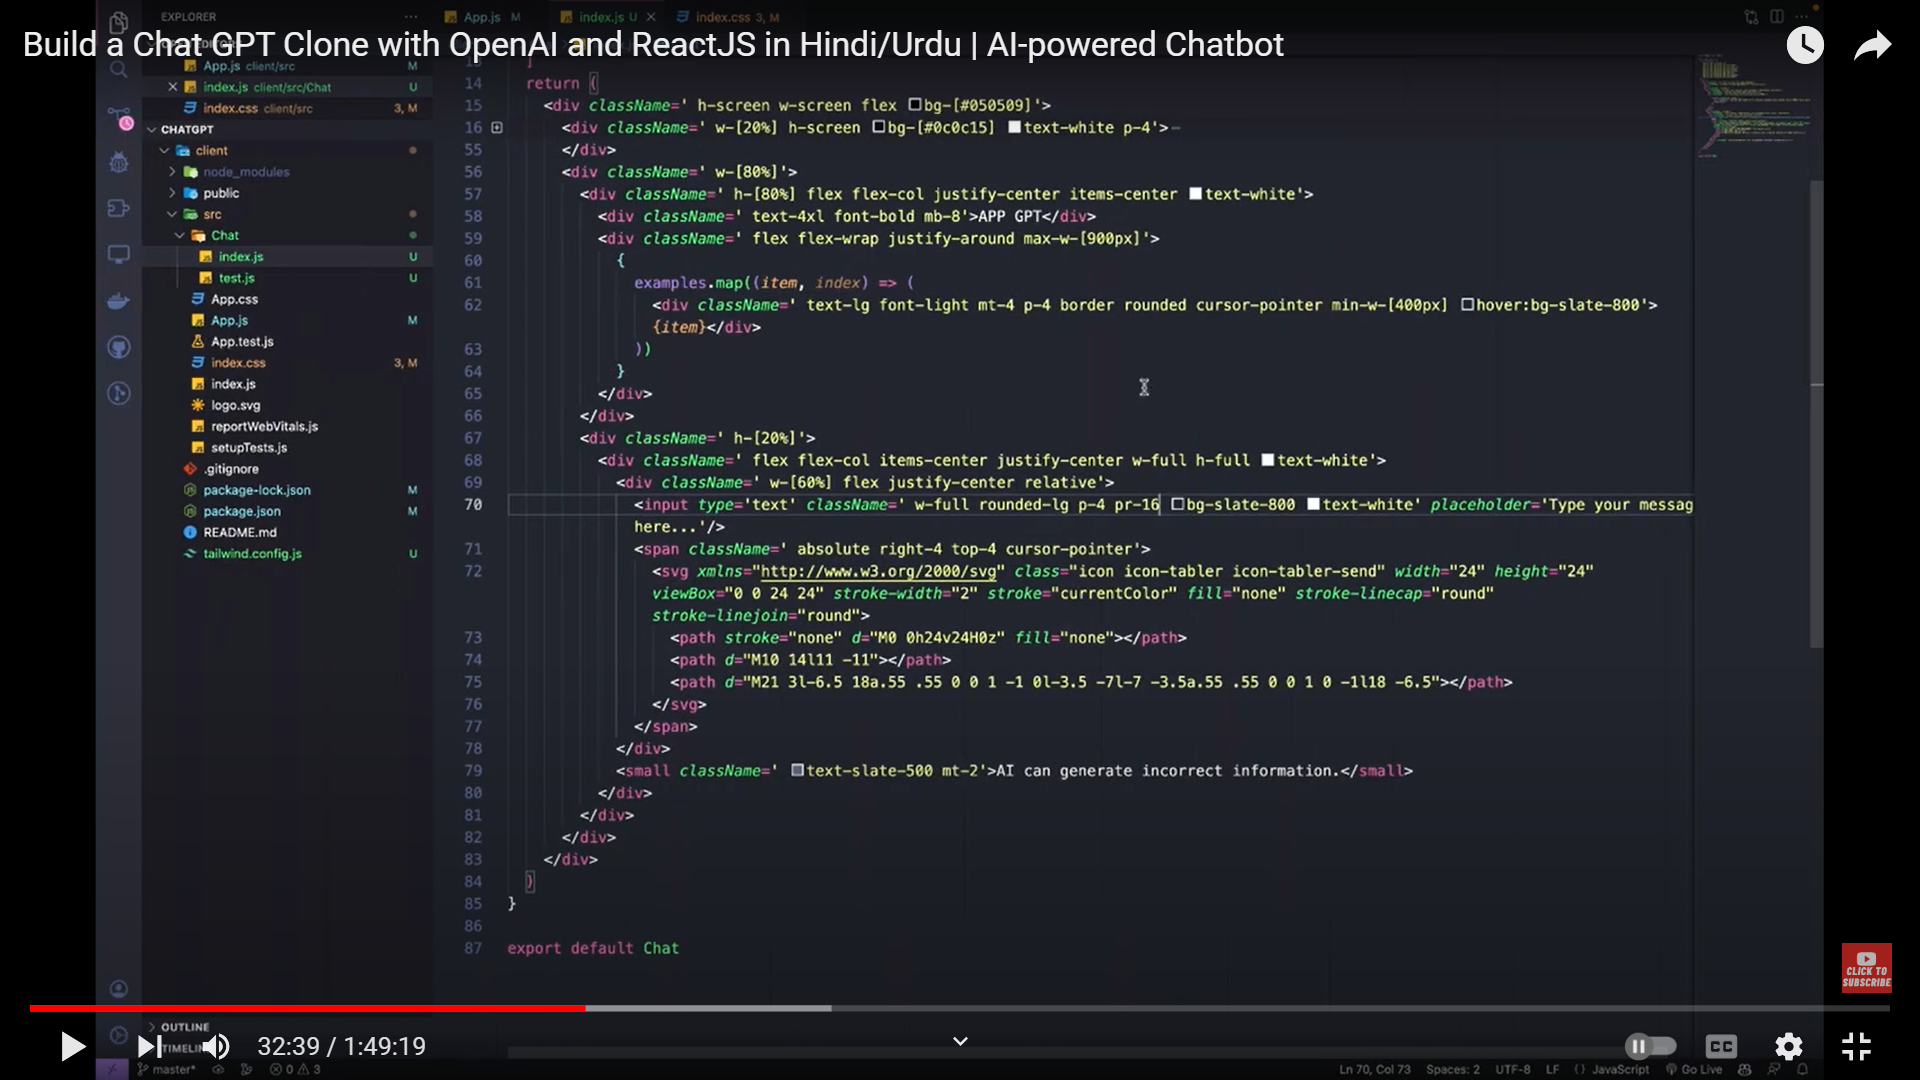 EXPLORER
App.js M
index.js U
index.css 3, M
Build a Chat GPT Clone with OpenAI and ReactJS in Hindi/Urdu | AI-powered Chatbot
App.js client/src M
index.js client/src/Chat U
index.css client/src 3, M
CHATGPT
client
node_modules
public
src
Chat
index.js U
test.js U
App.css
App.js M
App.test.js
index.css 3, M
index.js
logo.svg
reportWebVitals.js
setupTests.js
.gitignore
package-lock.json M
package.json M
README.md
tailwind.config.js U
14 return (
15 <div className=' h-screen w-screen flex bg-[#050509]'>
16 <div className=' w-[20%] h-screen bg-[#0c0c15] text-white p-4'>
55 </div>
56 <div className=' w-[80%]'>
57 <div className=' h-[80%] flex flex-col justify-center items-center text-white'>
58 <div className=' text-4xl font-bold mb-8'>APP GPT</div>
59 <div className=' flex flex-wrap justify-around max-w-[900px]'>
60 {
61 examples.map((item, index) => (
62 <div className=' text-lg font-light mt-4 p-4 border rounded cursor-pointer min-w-[400px] hover:bg-slate-800'>
{item}</div>
63 ))
64 }
65 </div>
66 </div>
67 <div className=' h-[20%]'>
68 <div className=' flex flex-col items-center justify-center w-full h-full text-white'>
69 <div className=' w-[60%] flex justify-center relative'>
70 <input type='text' className=' w-full rounded-lg p-4 pr-16 bg-slate-800 text-white' placeholder='Type your messag
here...'/>
71 <span className=' absolute right-4 top-4 cursor-pointer'>
72 <svg xmlns="http://www.w3.org/2000/svg" class="icon icon-tabler icon-tabler-send" width="24" height="24"
viewBox="0 0 24 24" stroke-width="2" stroke="currentColor" fill="none" stroke-linecap="round"
stroke-linejoin="round">
73 <path stroke="none" d="M0 0h24v24H0z" fill="none"></path>
74 <path d="M10 14l11 -11"></path>
75 <path d="M21 3l-6.5 18a.55 .55 0 0 1 -1 0l-3.5 -7l-7 -3.5a.55 .55 0 0 1 0 -1l18 -6.5"></path>
76 </svg>
77 </span>
78 </div>
79 <small className=' text-slate-500 mt-2'>AI can generate incorrect information.</small>
80 </div>
81 </div>
82 </div>
83 </div>
84 )
85 }
86
87 export default Chat
CLICK TO
SUBSCRIBE
OUTLINE
32:39 / 1:49:19
CC
master*
0 3
Ln 70, Col 73 Spaces: 2 UTF-8 LF {} JavaScript Go Live